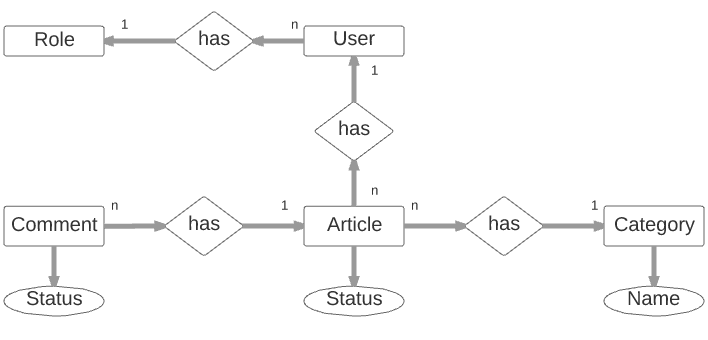 1
n
Role
has
User
1
has
n
n
1
n
1
Comment
has
Article
has
Category
Status
Status
Name